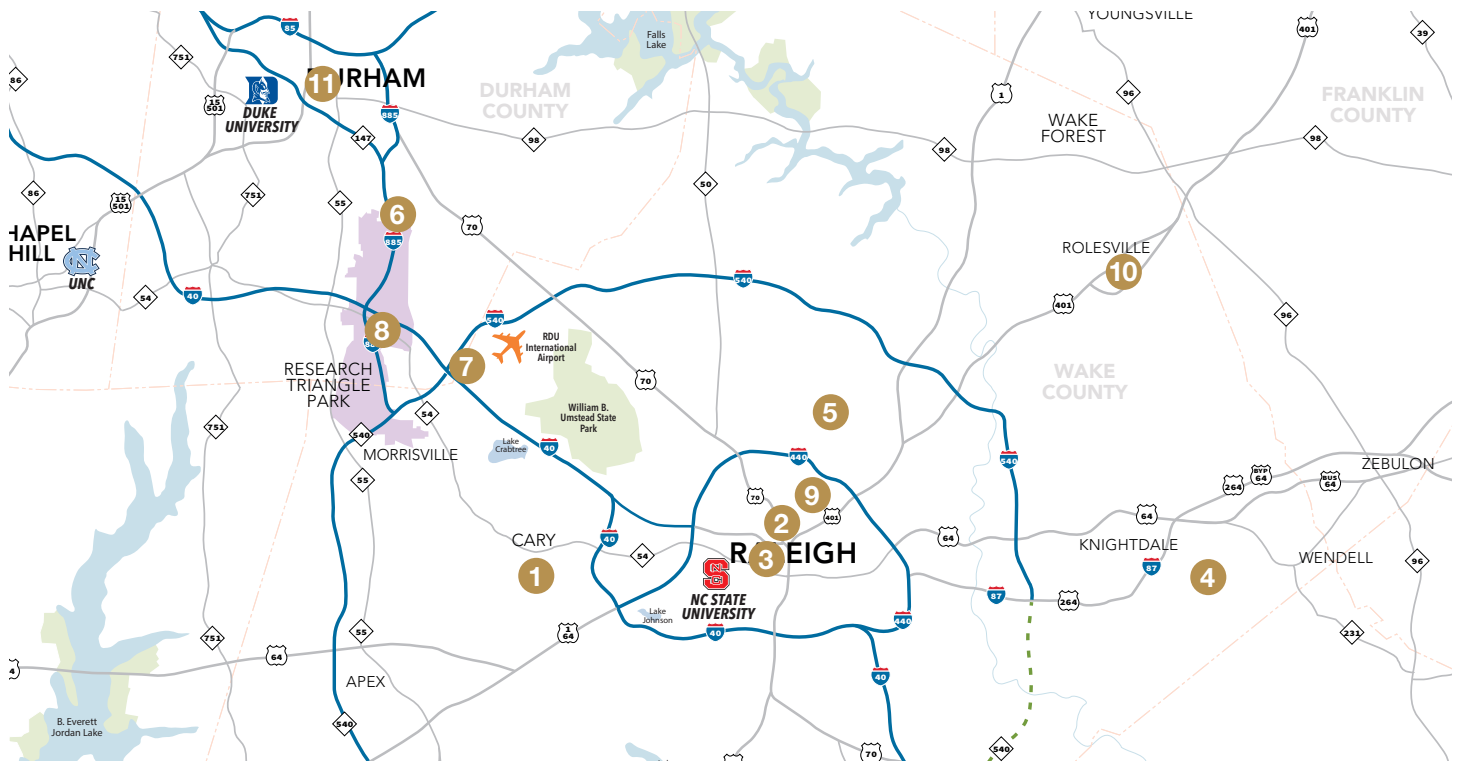 YOUNGSVILLE
85
401
751
39
Falls
Lake
86
11
DURHAM
DURHAM
COUNTY
FRANKLIN
COUNTY
96
1
15
501
DUKE
UNIVERSITY
885
WAKE
FOREST
147
98
98
98
50
86
751
55
15
501
6
70
885
HAPEL
HILL
UNC
ROLESVILLE
10
54
40
540
401
96
540
8
RDU
International
Airport
7
RESEARCH
TRIANGLE
PARK
70
WAKE
COUNTY
54
William B.
Umstead State
Park
5
751
540
Lake
Crabtree
40
MORRISVILLE
440
540
ZEBULON
55
BYP
64
BUS
64
264
70
9
401
2
64
64
CARY
40
54
RALEIGH
3
KNIGHTDALE
WENDELL
96
1
NC STATE
UNIVERSITY
87
4
87
264
Lake
Johnson
440
1
64
40
55
751
231
64
4
40
APEX
B. Everett
Jordan Lake
540
540
70